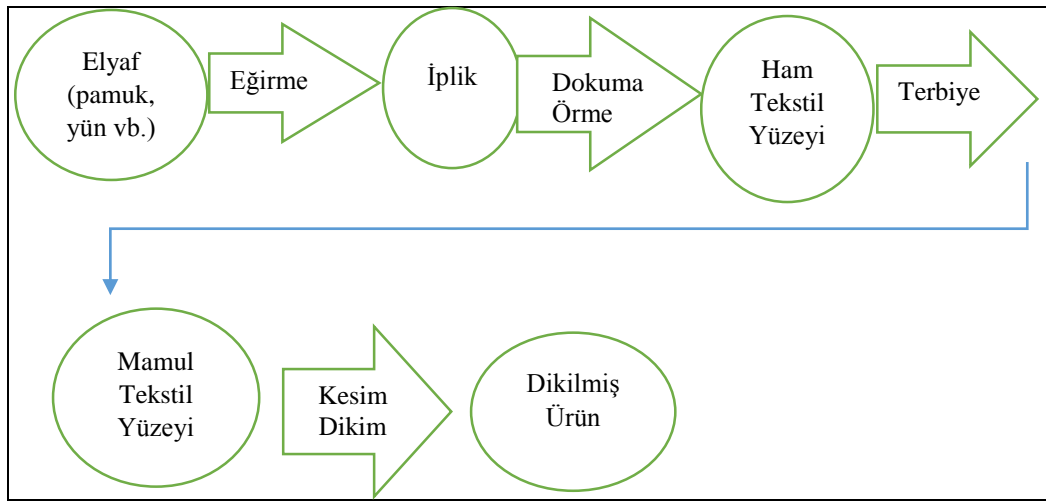 Elyaf
(pamuk,
yün vb.)
Eğirme
İplik
Dokuma
Örme
Ham
Tekstil
Yüzeyi
Terbiye
Mamul
Tekstil
Yüzeyi
Kesim
Dikim
Dikilmiş
Ürün